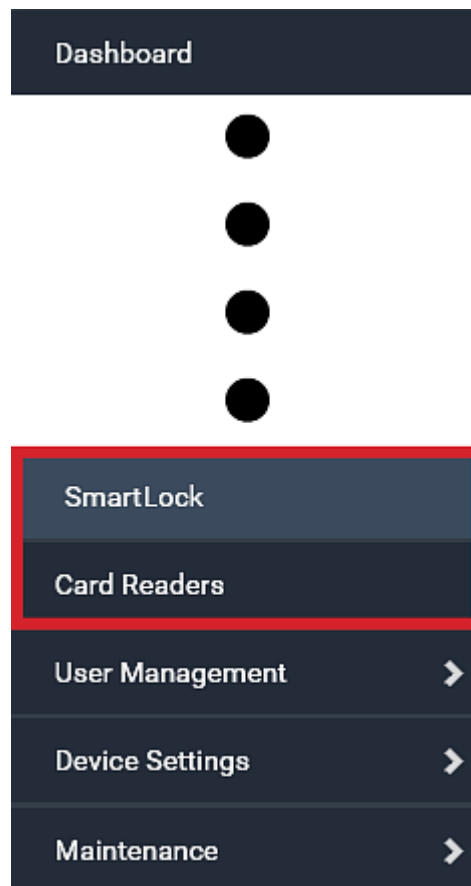 Dashboard
SmartLock
Card Readers
User Management
Device Settings
Maintenance